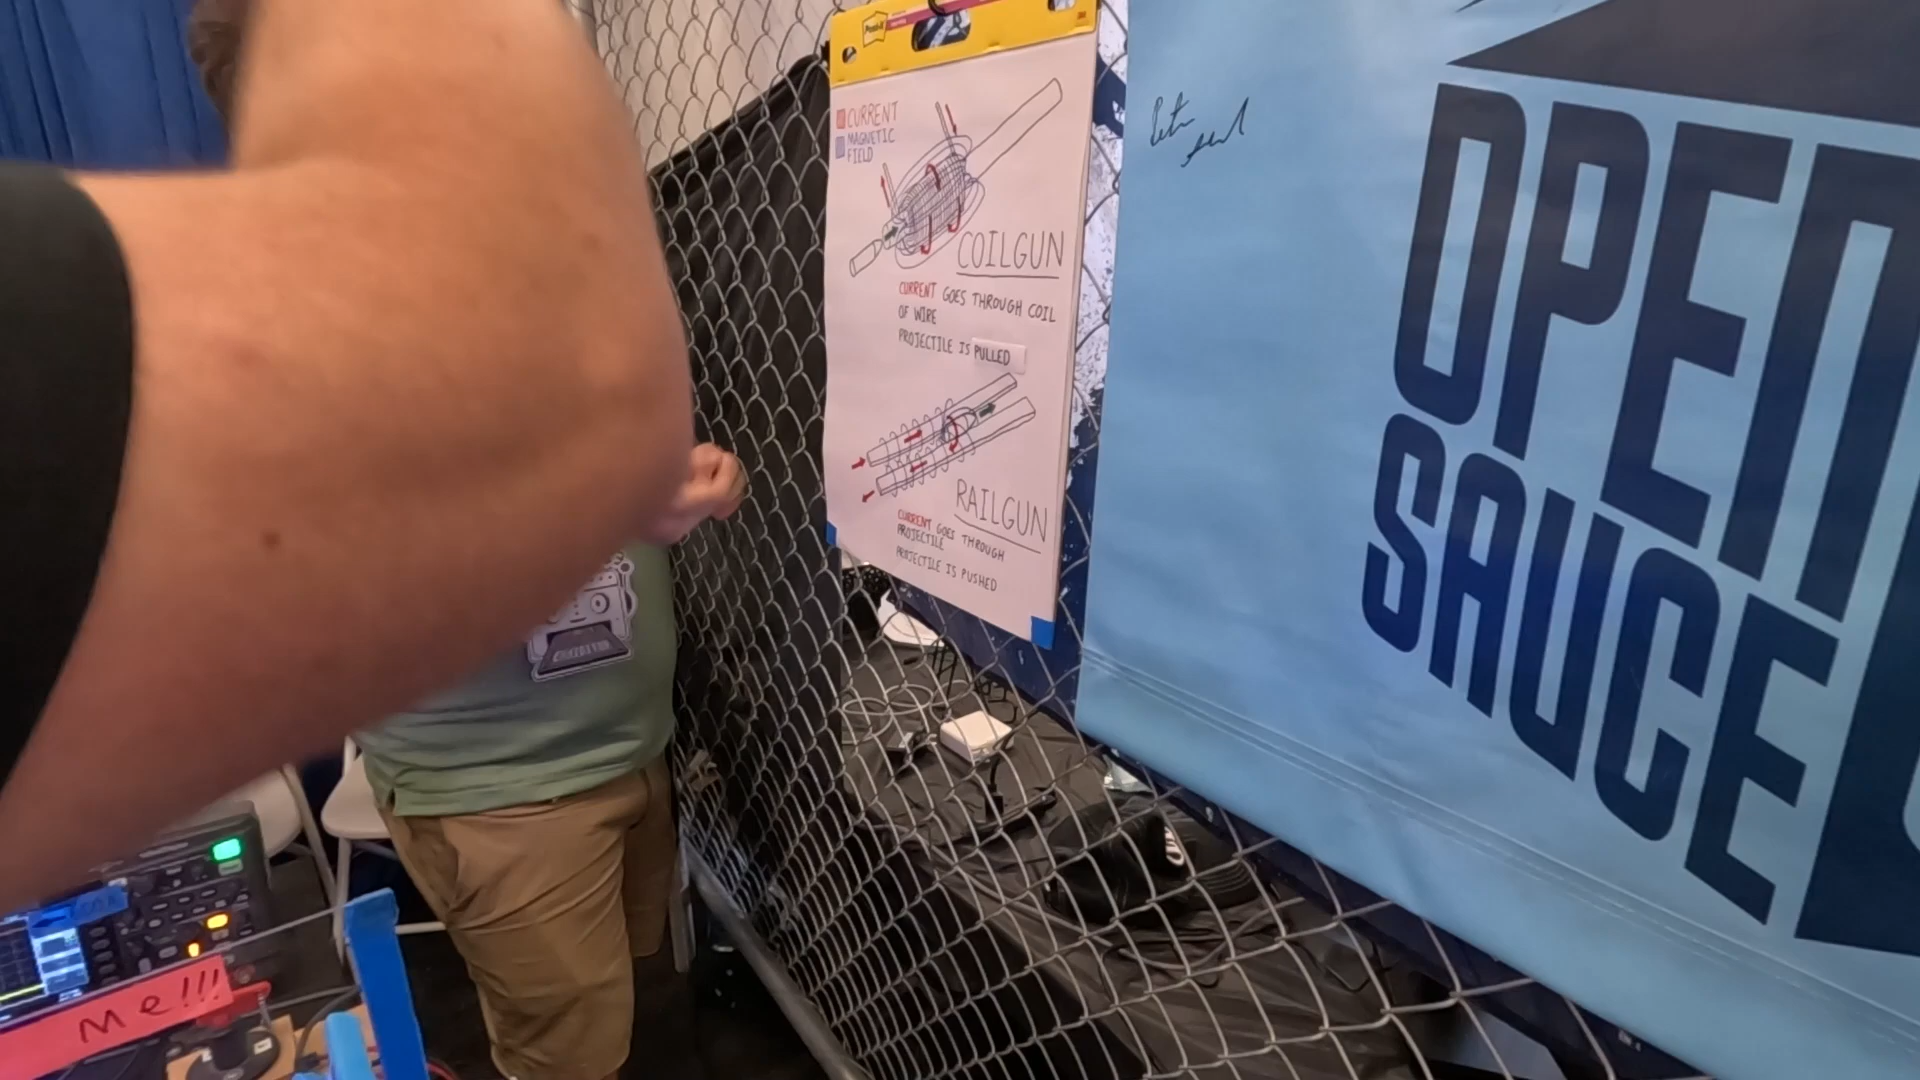 Post-it
CURRENT
MAGNETIC
FIELD
COILGUN
CURRENT GOES THROUGH COIL
OF WIRE
PROJECTILE IS PULLED
RAILGUN
CURRENT GOES THROUGH
PROJECTILE
PROJECTILE IS PUSHED
OPEN
SAUCE
Me!!!